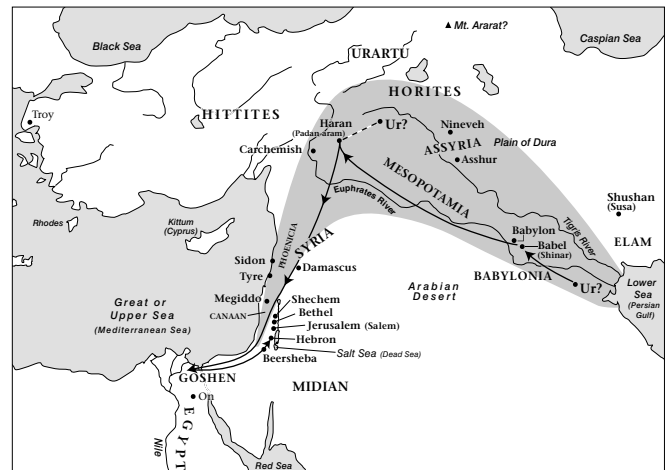 Mt. Ararat?
Black Sea
Caspian Sea
URARTU
HORITES
HITTITES
Troy
Haran
(Padan-aram)
Ur?
Nineveh
Plain of Dura
ASSYRIA
Carchemish
Asshur
MESOPOTAMIA
Euphrates River
Shushan
(Susa)
Rhodes
Kittum
(Cyprus)
PHOENICIA
SYRIA
Tigris River
Babylon
Babel
(Shinar)
ELAM
Sidon
Damascus
Tyre
BABYLONIA
Ur?
Lower
Sea
(Persian
Gulf)
Arabian
Desert
Great or
Upper Sea
(Mediterranean Sea)
Megiddo
CANAAN
Shechem
Bethel
Jerusalem (Salem)
Hebron
Salt Sea (Dead Sea)
Beersheba
GOSHEN
MIDIAN
On
EGYPT
Nile
Red Sea